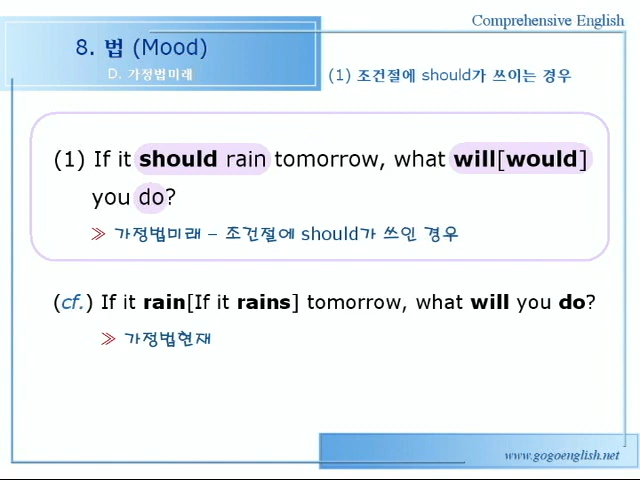 Comprehensive English
8. 법 (Mood)
D. 가정법미래
(1) 조건절에 should가 쓰이는 경우
(1) If it should rain tomorrow, what will[would]
you do?
≫ 가정법미래 – 조건절에 should가 쓰인 경우
(cf.) If it rain[If it rains] tomorrow, what will you do?
≫ 가정법현재
www.gogoenglish.net